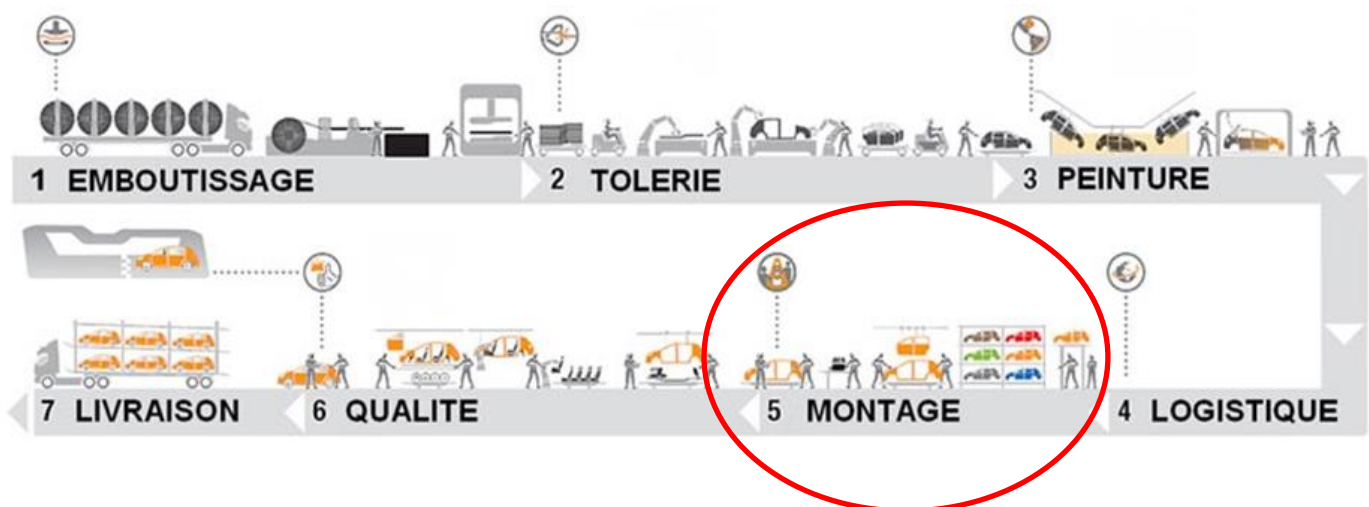 1 EMBOUTISSAGE
2 TOLERIE
3 PEINTURE
4 LOGISTIQUE
5 MONTAGE
6 QUALITE
7 LIVRAISON